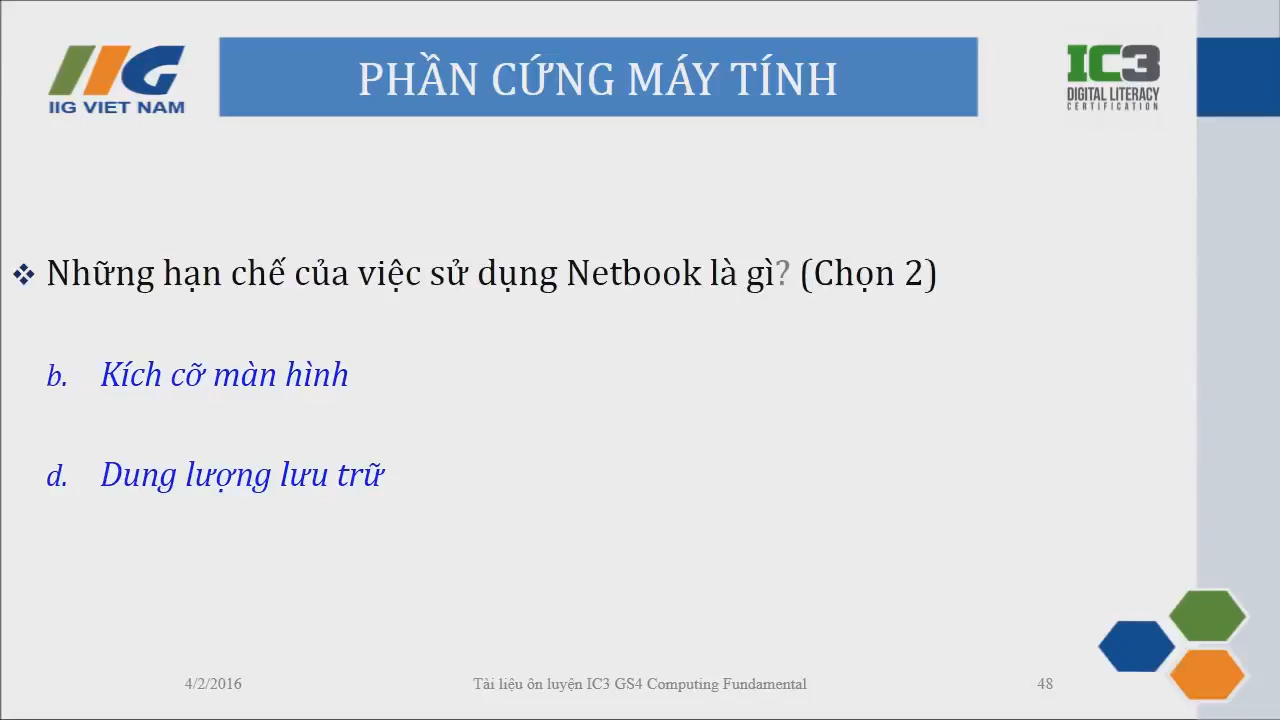 IIG VIET NAM
PHẦN CỨNG MÁY TÍNH
IC3
DIGITAL LITERACY
CERTIFICATION
❖ Những hạn chế của việc sử dụng Netbook là gì? (Chọn 2)
b. Kích cỡ màn hình
d. Dung lượng lưu trữ
4/2/2016 Tài liệu ôn luyện IC3 GS4 Computing Fundamental 48